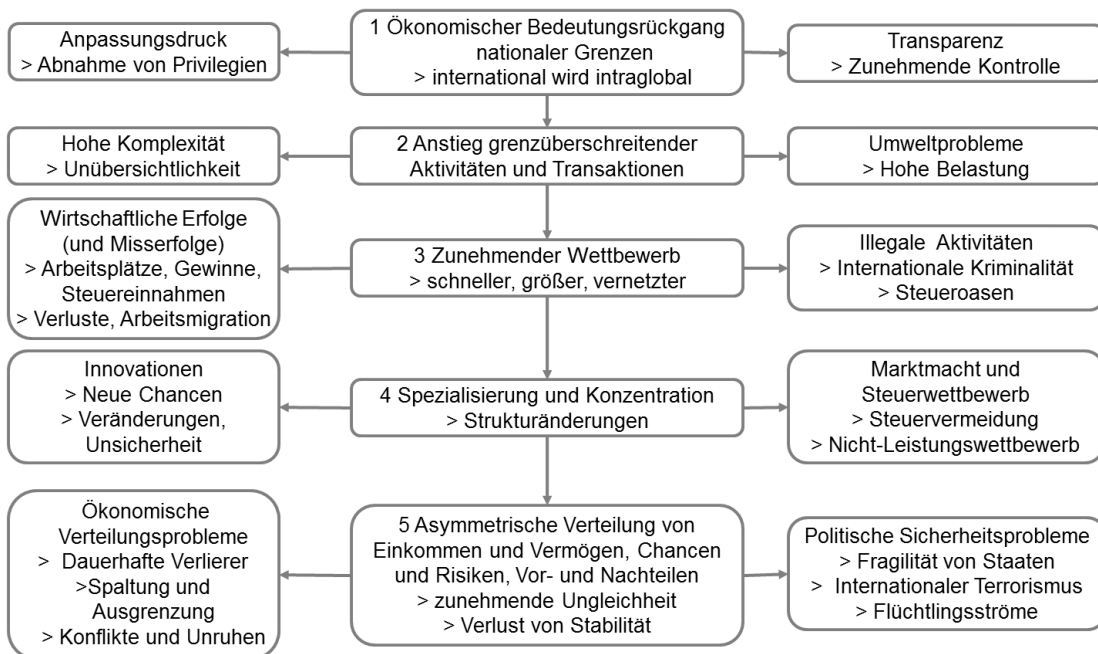 Anpassungsdruck
> Abnahme von Privilegien
1 Ökonomischer Bedeutungsrückgang
nationaler Grenzen
> international wird intraglobal
Transparenz
> Zunehmende Kontrolle
Hohe Komplexität
> Unübersichtlichkeit
2 Anstieg grenzüberschreitender
Aktivitäten und Transaktionen
Umweltprobleme
> Hohe Belastung
Wirtschaftliche Erfolge
(und Misserfolge)
> Arbeitsplätze, Gewinne,
Steuereinnahmen
> Verluste, Arbeitsmigration
3 Zunehmender Wettbewerb
> schneller, größer, vernetzter
Illegale Aktivitäten
> Internationale Kriminalität
> Steueroasen
Innovationen
> Neue Chancen
> Veränderungen,
Unsicherheit
4 Spezialisierung und Konzentration
> Strukturänderungen
Marktmacht und
Steuerwettbewerb
> Steuervermeidung
> Nicht-Leistungswettbewerb
Ökonomische
Verteilungsprobleme
> Dauerhafte Verlierer
>Spaltung und
Ausgrenzung
> Konflikte und Unruhen
5 Asymmetrische Verteilung von
Einkommen und Vermögen, Chancen
und Risiken, Vor- und Nachteilen
> zunehmende Ungleichheit
> Verlust von Stabilität
Politische Sicherheitsprobleme
> Fragilität von Staaten
> Internationaler Terrorismus
> Flüchtlingsströme